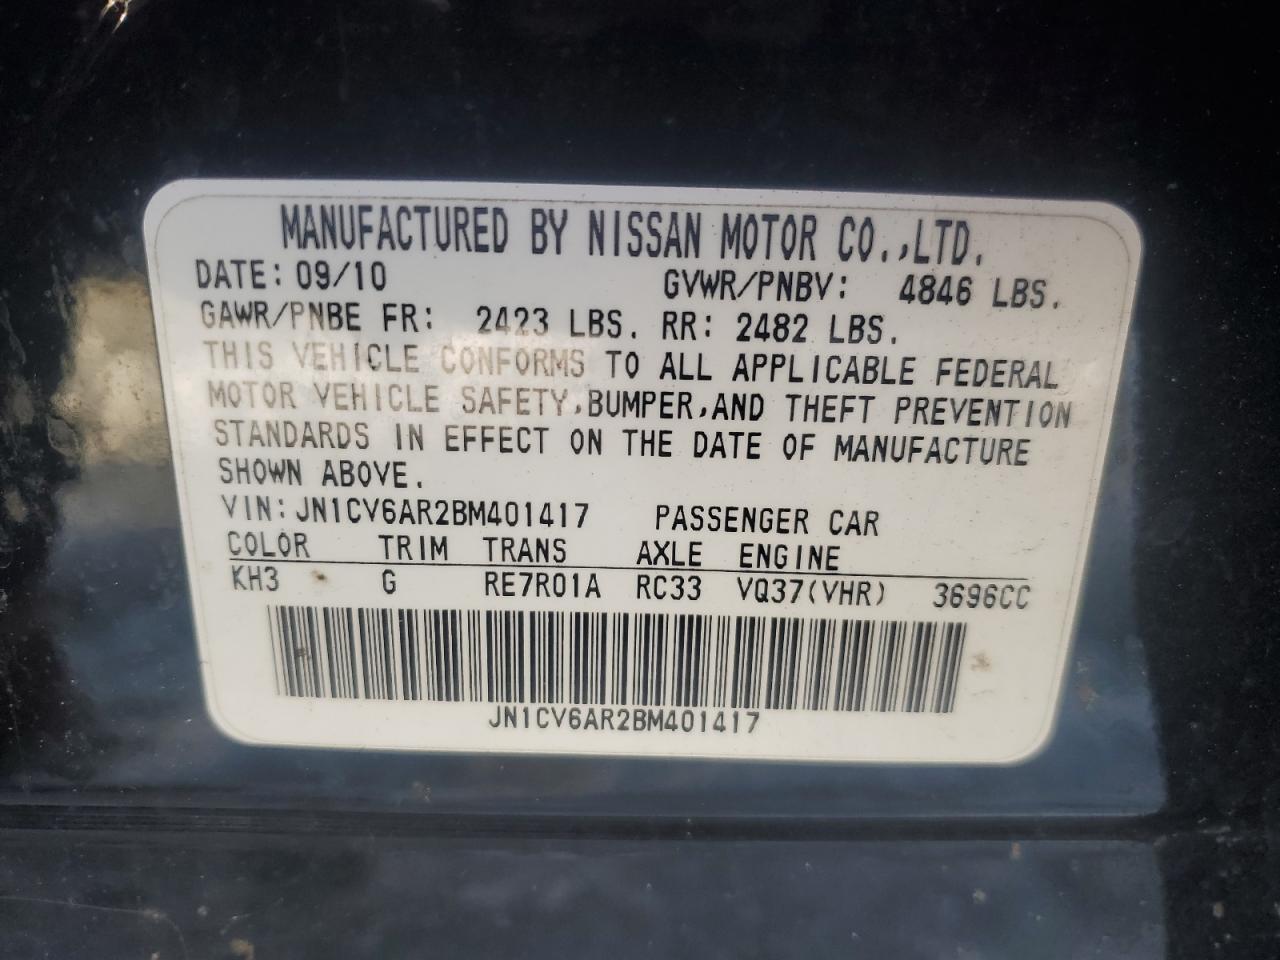 MANUFACTURED BY NISSAN MOTOR CO.,LTD.
DATE: 09/10 GVWR/PNBV: 4846 LBS.
GAWR/PNBE FR: 2423 LBS. RR: 2482 LBS.
THIS VEHICLE CONFORMS TO ALL APPLICABLE FEDERAL
MOTOR VEHICLE SAFETY,BUMPER,AND THEFT PREVENTION
STANDARDS IN EFFECT ON THE DATE OF MANUFACTURE
SHOWN ABOVE.
VIN: JN1CV6AR2BM401417 PASSENGER CAR
COLOR TRIM TRANS AXLE ENGINE
KH3 G RE7R01A RC33 VQ37(VHR) 3696CC
JN1CV6AR2BM401417